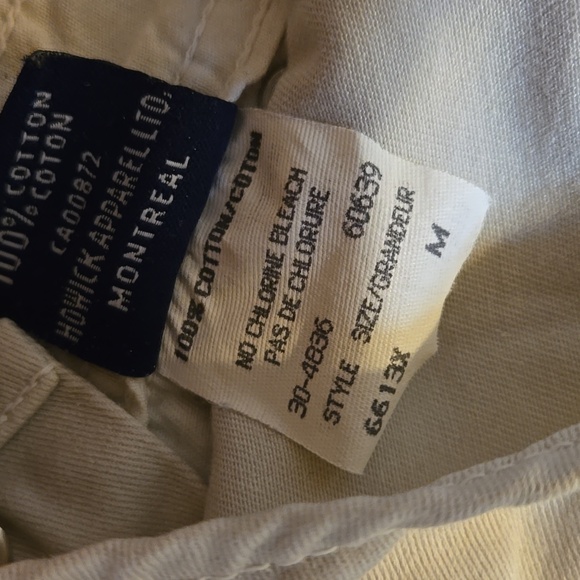 100% COTTON
% COTON
CA00872
HOWICK APPAREL LTD.
MONTREAL
100% COTTON/COTON
NO CHLORINE BLEACH
PAS DE CHLORURE
30-4836 60639
STYLE SIZE/GRANDEUR
6613X M